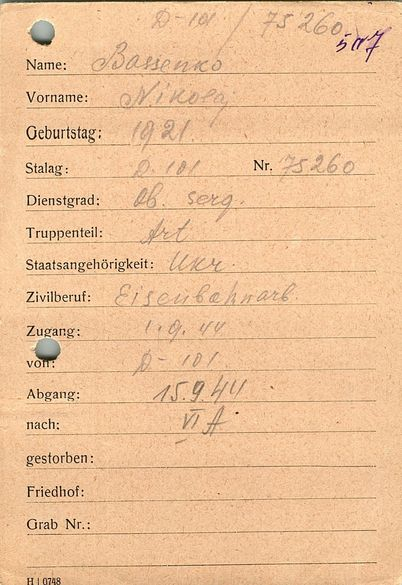 D-101 / 75260
Name: Bassenko
Vorname: Nikolaj
Geburtstag: 1921
Stalag: D-101 Nr. 75260
Dienstgrad: Ob. Serg.
Truppenteil: Art
Staatsangehörigkeit: Ukr.
Zivilberuf: Eisenbahnarb.
Zugang: 1.9.44
von: D-101
Abgang: 15.9.44
nach: VI A
gestorben:
Friedhof:
Grab Nr.:
H | 0748